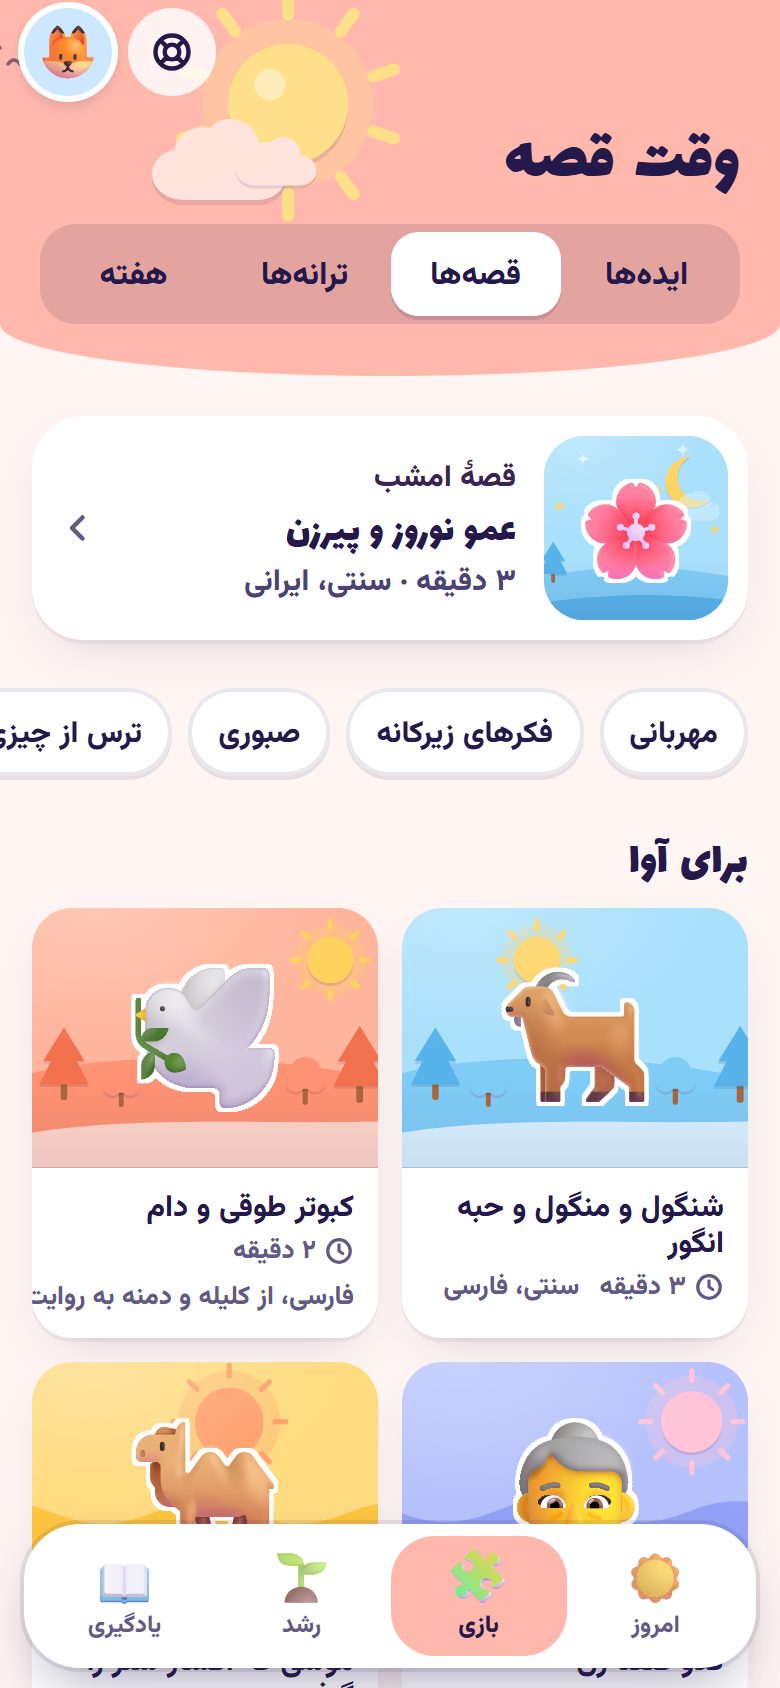 وقت قصه
ایده‌ها
قصه‌ها
ترانه‌ها
هفته
قصهٔ امشب
عمو نوروز و پیرزن
۳ دقیقه · سنتی، ایرانی
مهربانی
فکرهای زیرکانه
صبوری
ترس از چیزی
برای آوا
شنگول و منگول و حبه
انگور
۳ دقیقه سنتی، فارسی
کبوتر طوقی و دام
۲ دقیقه
فارسی، از کلیله و دمنه به روایت
امروز
بازی
رشد
یادگیری